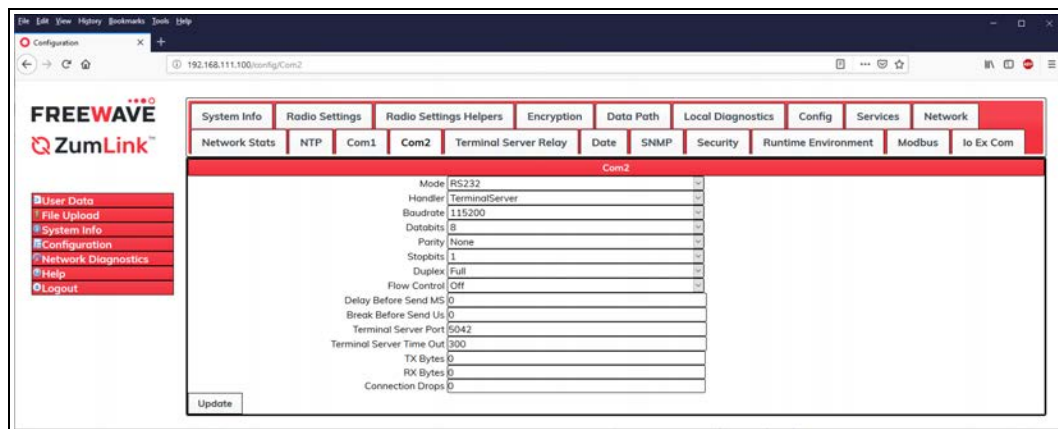 File Edit View History Bookmarks Tools Help
Configuration
192.168.111.100/config/Com2
FREEWAVE
ZumLink™
System Info Radio Settings Radio Settings Helpers Encryption Data Path Local Diagnostics Config Services Network
Network Stats NTP Com1 Com2 Terminal Server Relay Date SNMP Security Runtime Environment Modbus Io Ex Com
User Data
File Upload
System Info
Configuration
Network Diagnostics
Help
Logout
Com2
Mode RS232
Handler TerminalServer
Baudrate 115200
Databits 8
Parity None
Stopbits 1
Duplex Full
Flow Control Off
Delay Before Send MS 0
Break Before Send Us 0
Terminal Server Port 5042
Terminal Server Time Out 300
TX Bytes 0
RX Bytes 0
Connection Drops 0
Update